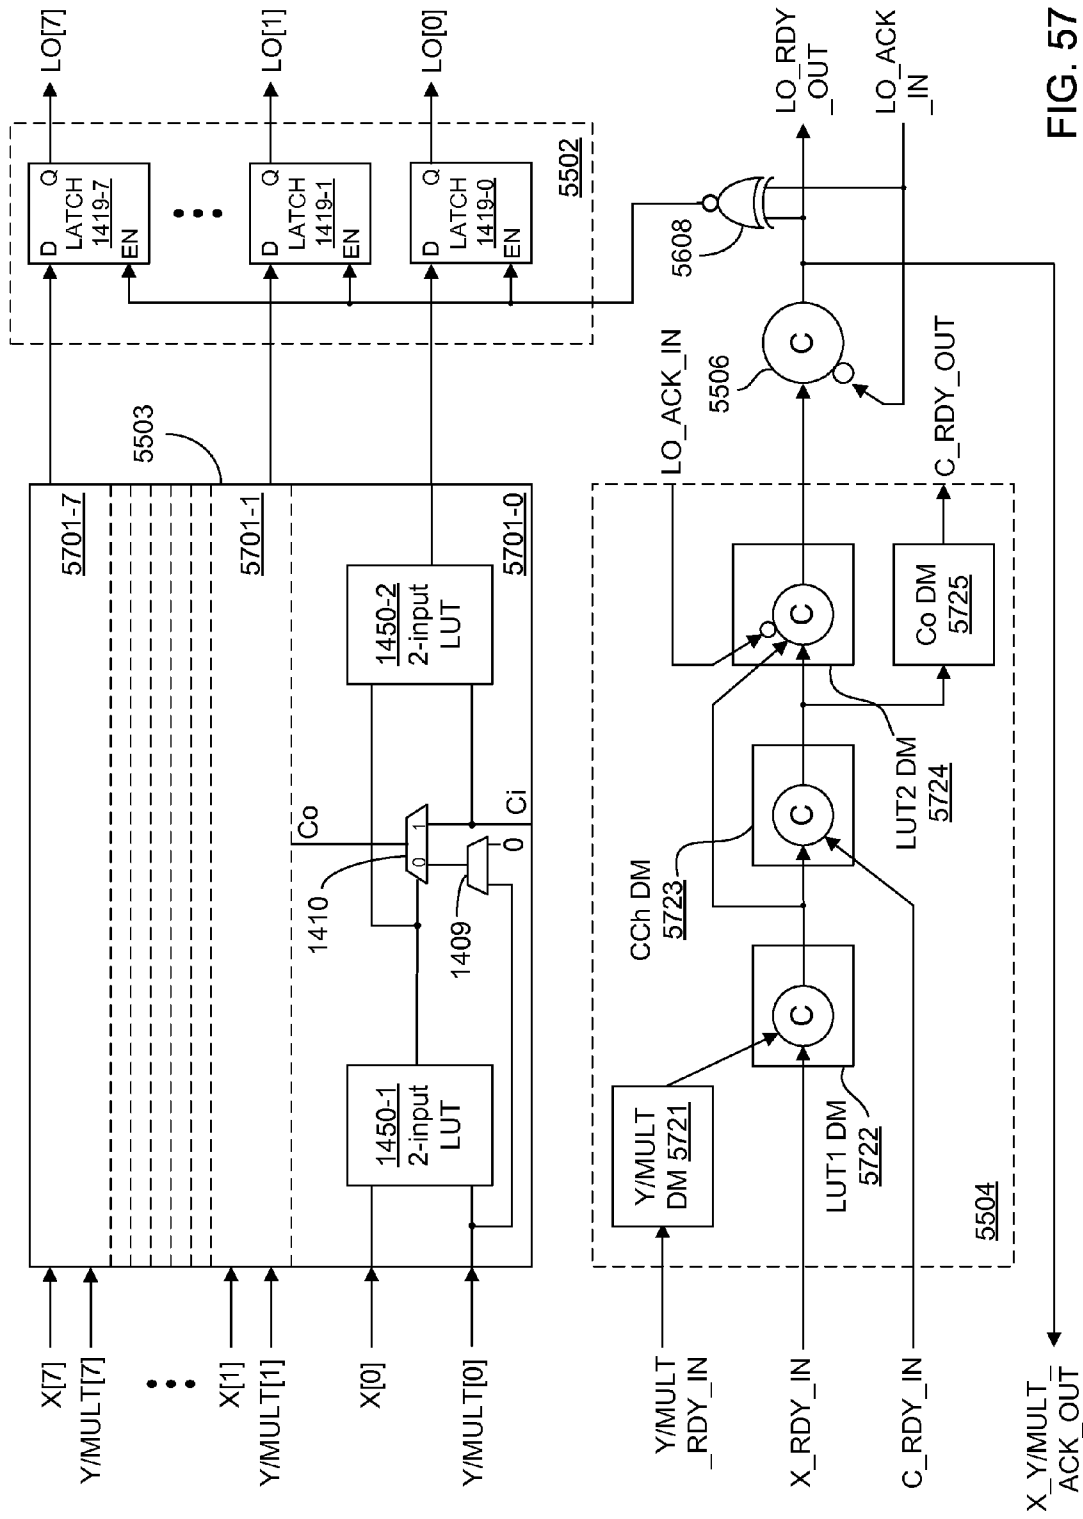 X[7]
Y/MULT[7]
X[1]
Y/MULT[1]
X[0]
Y/MULT[0]
1450-1
2-input
LUT
1409
1410
0
1
0
Co
Ci
1450-2
2-input
LUT
5701-7
5701-1
5701-0
5503
D
Q
LATCH
1419-7
EN
D
Q
LATCH
1419-1
EN
D
Q
LATCH
1419-0
EN
5502
LO[7]
LO[1]
LO[0]
Y/MULT
_RDY_IN
X_RDY_IN
C_RDY_IN
X_Y/MULT_
ACK_OUT
Y/MULT
DM 5721
C
LUT1 DM
5722
CCh DM
5723
C
C
LUT2 DM
5724
Co DM
5725
5504
LO_ACK_IN
C_RDY_OUT
5506
C
5608
LO_RDY
_OUT
LO_ACK
_IN
FIG. 57